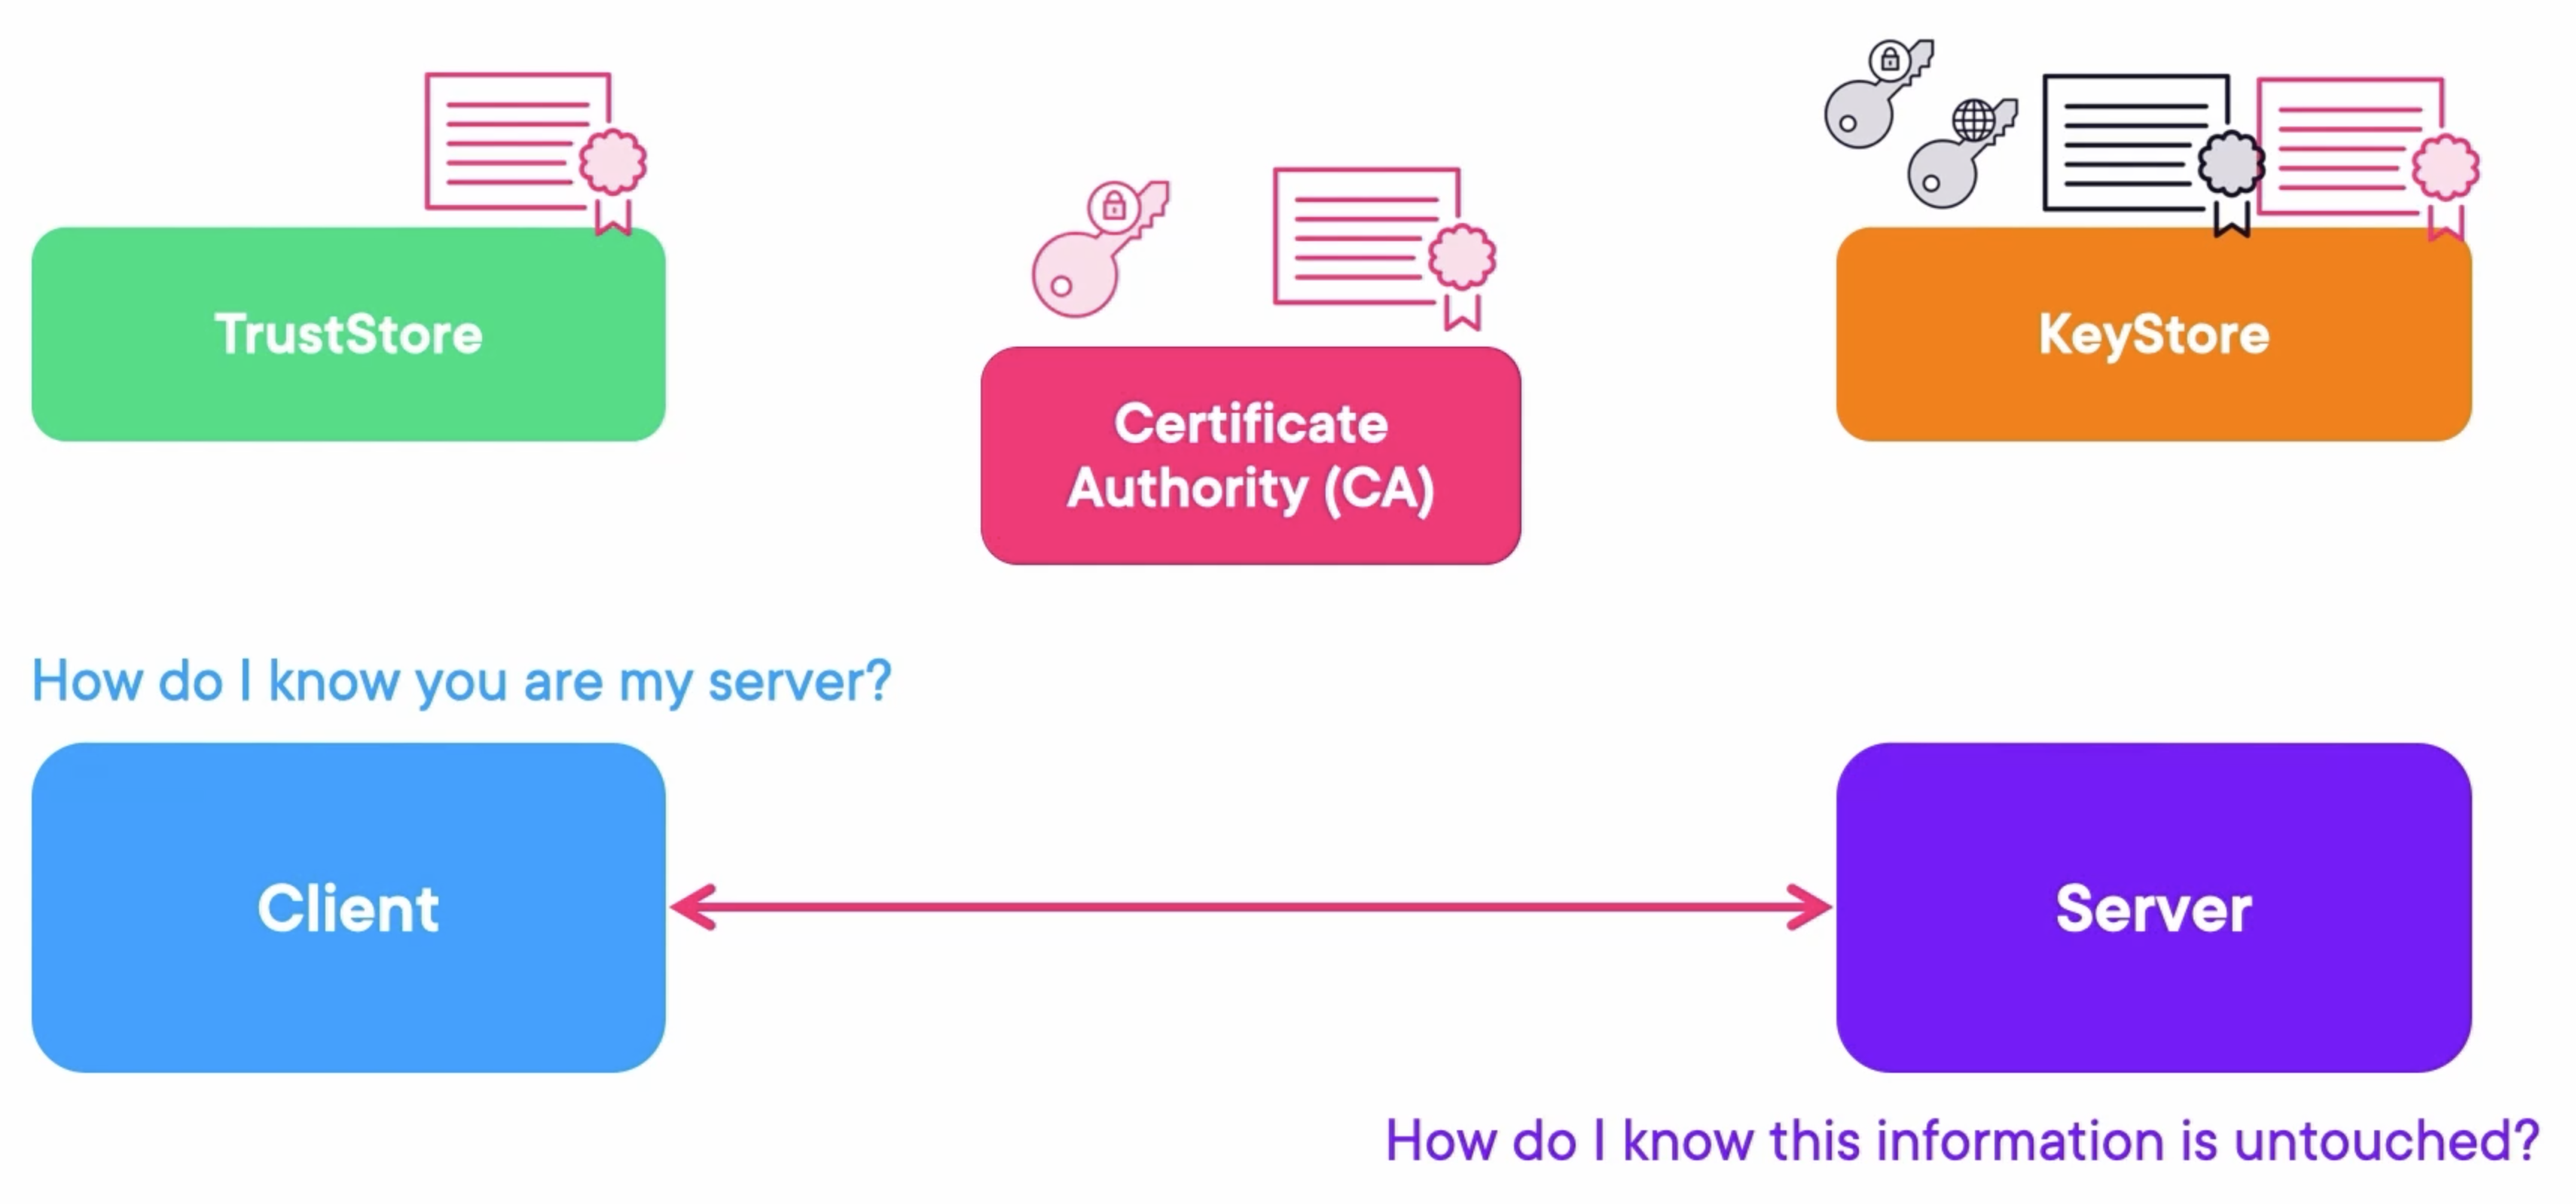 TrustStore
Certificate
Authority (CA)
KeyStore
How do I know you are my server?
Client
Server
How do I know this information is untouched?